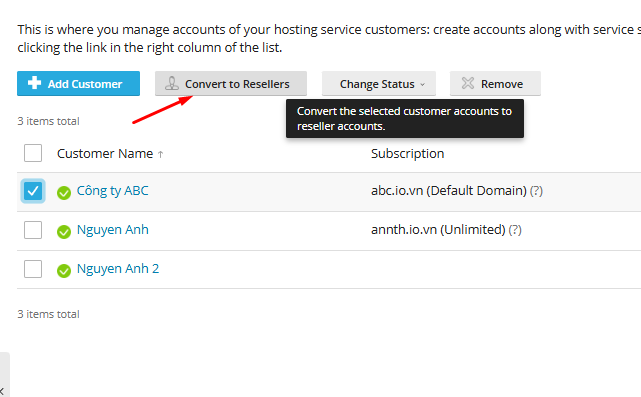 This is where you manage accounts of your hosting service customers: create accounts along with service s
clicking the link in the right column of the list.
Add Customer
Convert to Resellers
Change Status
Remove
Convert the selected customer accounts to
reseller accounts.
3 items total
Customer Name ↑
Subscription
Công ty ABC
abc.io.vn (Default Domain) (?)
Nguyen Anh
annth.io.vn (Unlimited) (?)
Nguyen Anh 2
3 items total